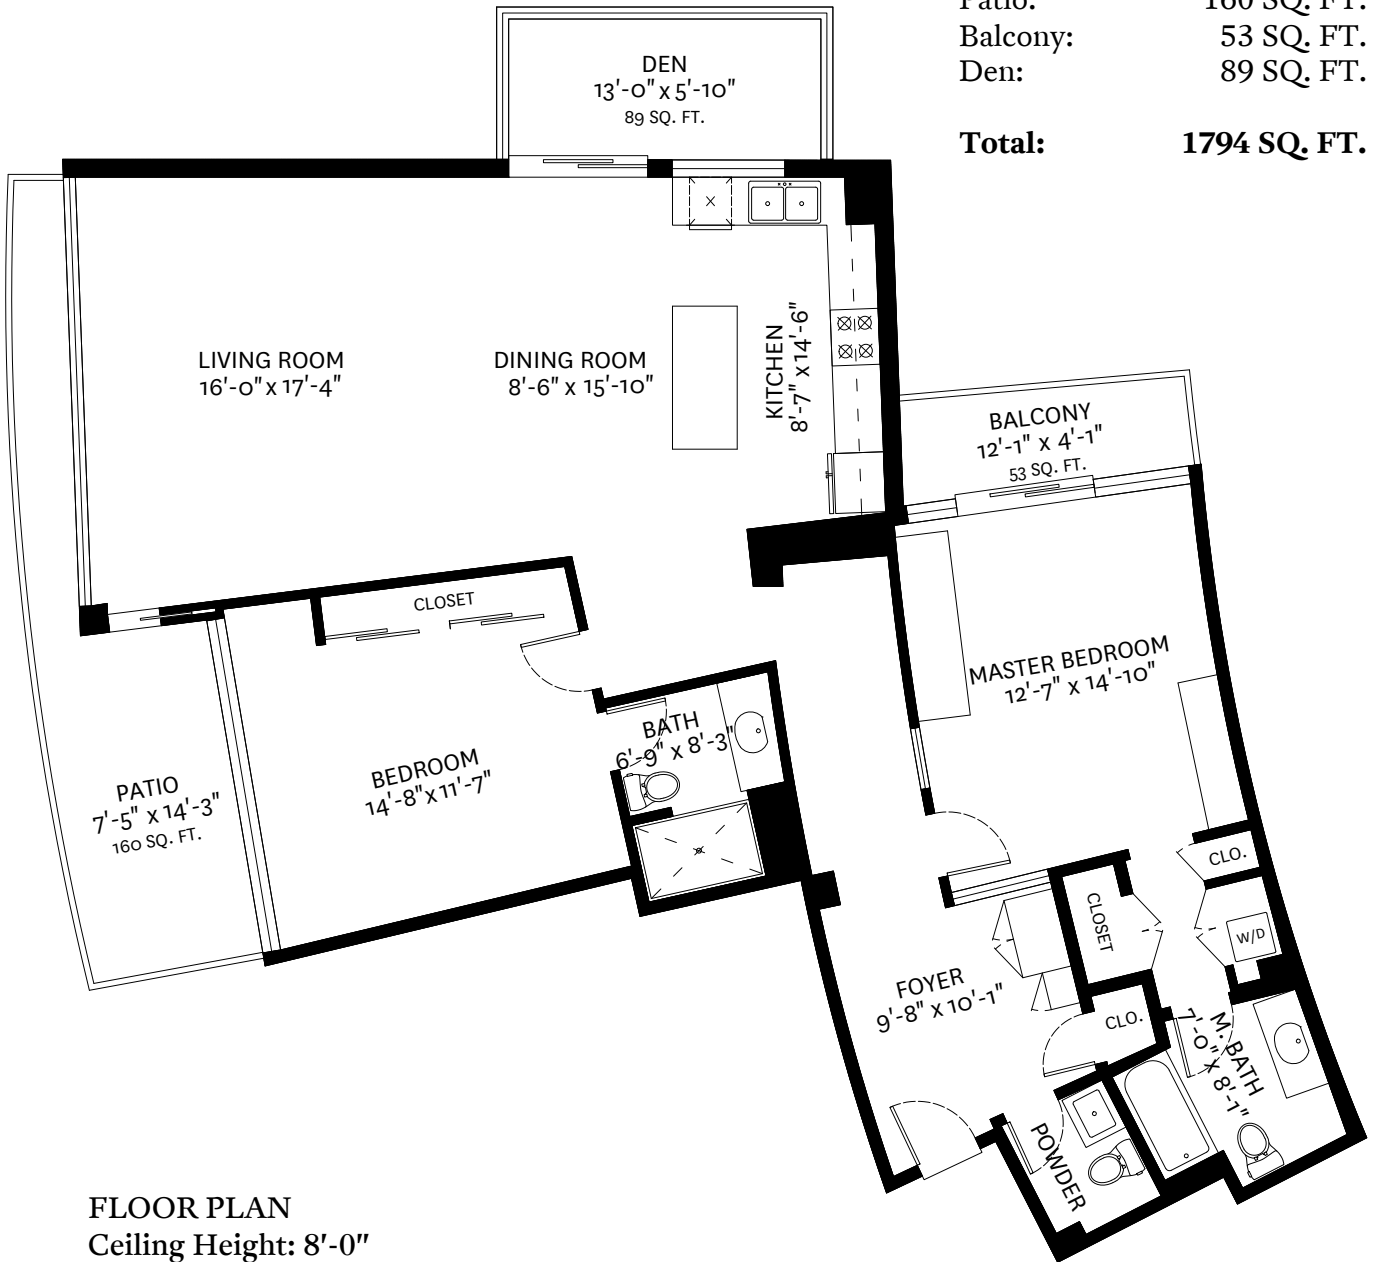 Patio: 160 SQ. FT.
Balcony: 53 SQ. FT.
Den: 89 SQ. FT.
Total: 1794 SQ. FT.
DEN
13'-0" x 5'-10"
89 SQ. FT.
LIVING ROOM
16'-0" x 17'-4"
DINING ROOM
8'-6" x 15'-10"
KITCHEN
8'-7" x 14'-6"
BALCONY
12'-1" x 4'-1"
53 SQ. FT.
CLOSET
MASTER BEDROOM
12'-7" x 14'-10"
BATH
6'-9" x 8'-3"
BEDROOM
14'-8" x 11'-7"
PATIO
7'-5" x 14'-3"
160 SQ. FT.
CLO.
CLOSET
W/D
FOYER
9'-8" x 10'-1"
CLO.
M. BATH
7'-0" x 8'-1"
POWDER
FLOOR PLAN
Ceiling Height: 8'-0"